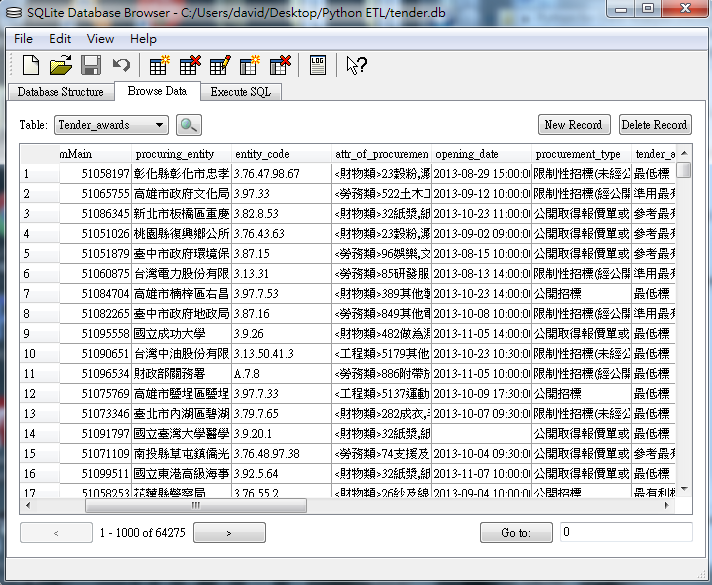 SQLite Database Browser - C:/Users/david/Desktop/Python ETL/tender.db
File Edit View Help
LOG
Database Structure Browse Data Execute SQL
Table: Tender_awards New Record Delete Record
mMain procuring_entity entity_code attr_of_procuremen opening_date procurement_type tender_a
1 51058197 彰化縣彰化市忠孝 3.76.47.98.67 <財物類>23穀粉,澱 2013-08-29 15:00:00 限制性招標(未經公 最低標
2 51065755 高雄市政府文化局 3.97.33 <勞務類>522土木工 2013-09-12 10:00:00 限制性招標(經公開 準用最有
3 51086345 新北市板橋區重慶 3.82.8.53 <財物類>32紙漿,紙 2013-10-23 11:00:00 公開取得報價單或 參考最有
4 51051026 桃園縣復興鄉公所 3.76.43.63 <財物類>23穀粉,澱 2013-09-02 09:00:00 公開取得報價單或 參考最有
5 51051879 臺中市政府環境保 3.87.15 <勞務類>96娛樂,文 2013-08-15 10:00:00 公開取得報價單或 參考最有
6 51060875 台灣電力股份有限 3.13.31 <勞務類>85研發服 2013-08-13 14:00:00 限制性招標(經公開 準用最有
7 51084704 高雄市楠梓區右昌 3.97.7.53 <財物類>389其他製 2013-10-23 14:00:00 公開招標 最低標
8 51082265 臺中市政府地政局 3.87.16 <勞務類>849其他電 2013-10-08 10:00:00 限制性招標(經公開 準用最有
9 51095558 國立成功大學 3.9.26 <財物類>482做為測 2013-11-05 14:00:00 公開取得報價單或 最低標
10 51090651 台灣中油股份有限 3.13.50.41.3 <工程類>5179其他 2013-10-23 10:30:00 限制性招標(未經公 最低標
11 51096534 財政部關務署 A.7.8 <勞務類>886附帶於 2013-11-05 10:00:00 限制性招標(經公開 最低標
12 51075769 高雄市鹽埕區鹽埕 3.97.7.33 <工程類>5137運動 2013-10-09 17:30:00 公開招標 最低標
13 51073346 臺北市內湖區碧湖 3.79.7.65 <財物類>282成衣, 2013-10-07 09:30:00 限制性招標(未經公 最低標
14 51091797 國立臺灣大學醫學 3.9.20.1 <財物類>32紙漿,紙 公開取得報價單或 最低標
15 51071109 南投縣草屯鎮僑光 3.76.48.97.38 <勞務類>74支援及 2013-10-04 09:30:00 公開取得報價單或 參考最有
16 51099511 國立東港高級海事 3.92.5.64 <財物類>32紙漿,紙 2013-11-07 10:00:00 公開取得報價單或 最低標
17 51058253 花蓮縣警察局 3.76.55.2 <財物類>26紗及線 2013-09-04 10:00:00 公開招標 最有利標
< 1 - 1000 of 64275 > Go to: 0